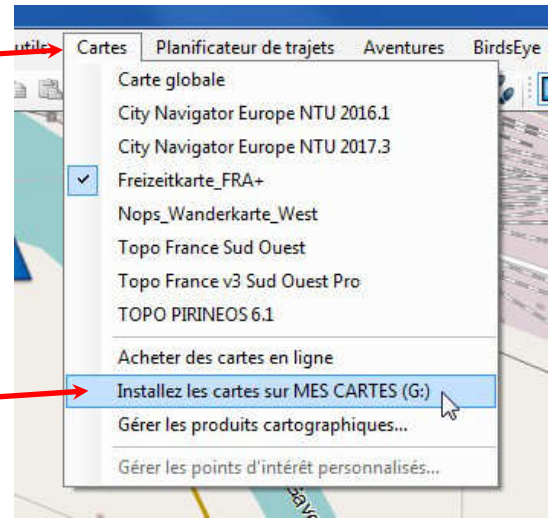 utils Cartes Planificateur de trajets Aventures BirdsEye
Carte globale
City Navigator Europe NTU 2016.1
City Navigator Europe NTU 2017.3
Freizeitkarte_FRA+
Nops_Wanderkarte_West
Topo France Sud Ouest
Topo France v3 Sud Ouest Pro
TOPO PIRINEOS 6.1
Acheter des cartes en ligne
Installez les cartes sur MES CARTES (G:)
Gérer les produits cartographiques...
Gérer les points d'intérêt personnalisés...